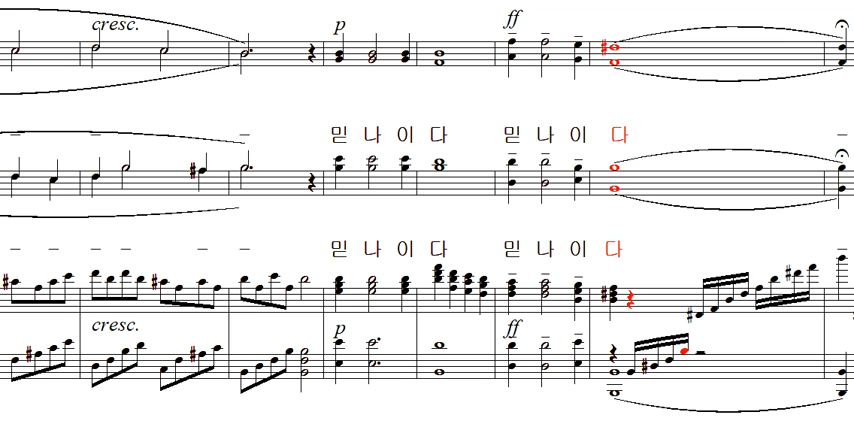 cresc.
p
ff
믿 나 이 다 믿 나 이 다
믿 나 이 다 믿 나 이 다
cresc.
p
ff